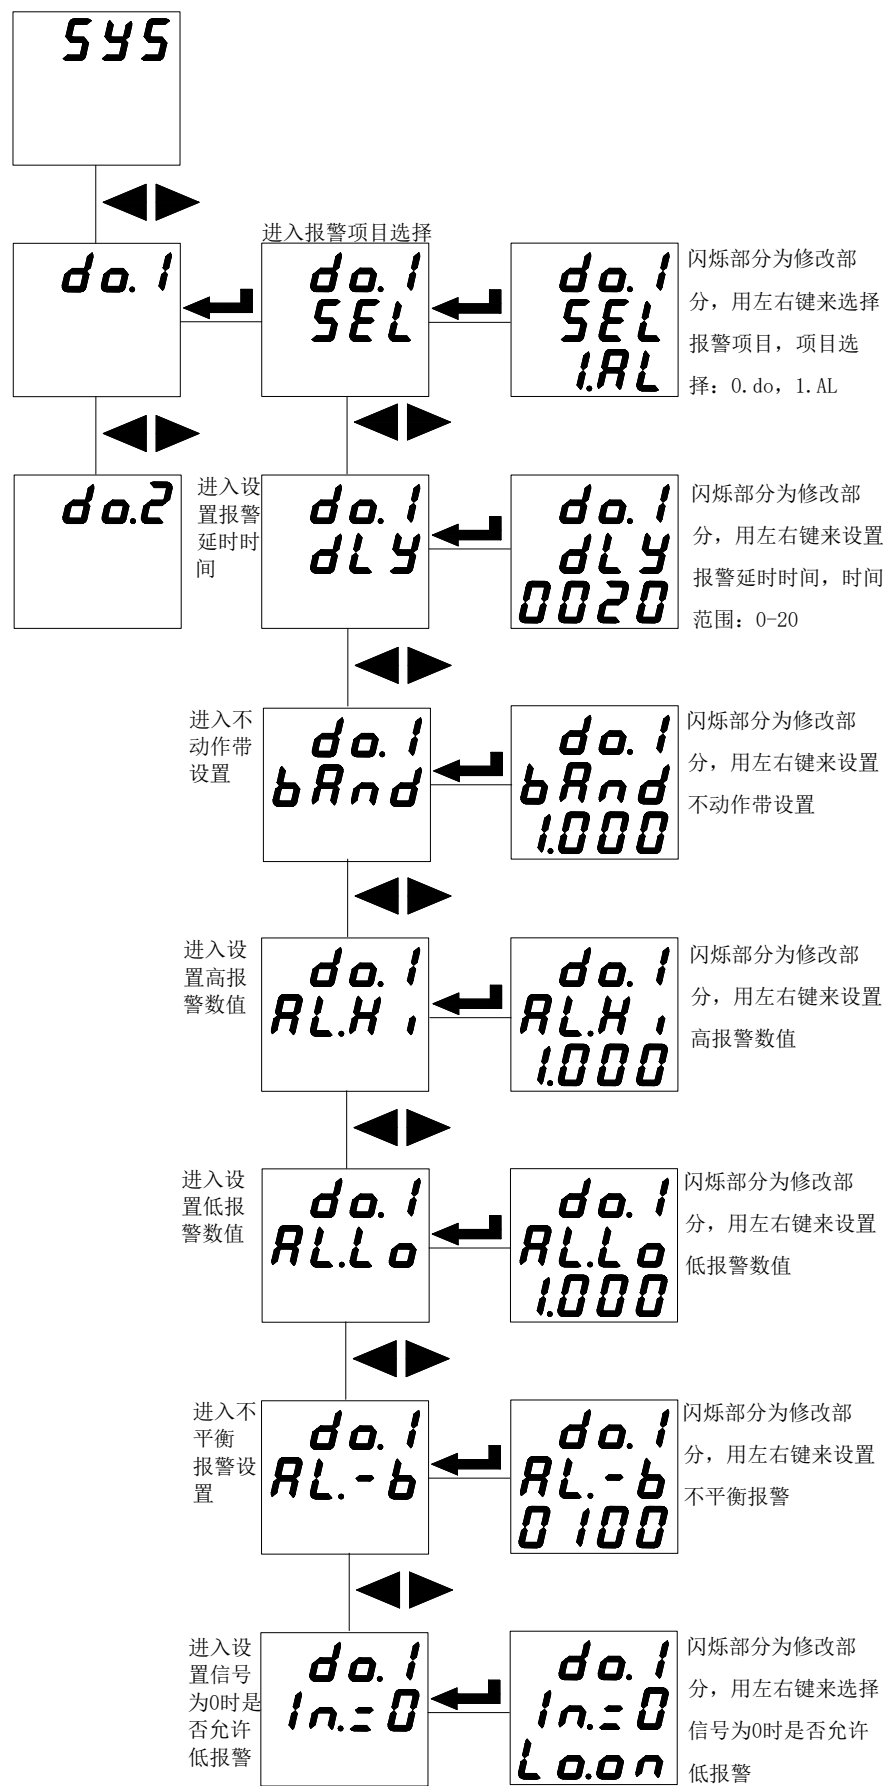 SYS
进入报警项目选择
do.1
do.1
SEL
do.1
SEL
1.AL
闪烁部分为修改部
分，用左右键来选择
报警项目，项目选
择：0.do，1.AL
do.2
进入设
置报警
延时时
间
do.1
dLY
do.1
dLY
0020
闪烁部分为修改部
分，用左右键来设置
报警延时时间，时间
范围：0-20
进入不
动作带
设置
do.1
bAnd
do.1
bAnd
1.000
闪烁部分为修改部
分，用左右键来设置
不动作带设置
进入设
置高报
警数值
do.1
AL.Hi
do.1
AL.Hi
1.000
闪烁部分为修改部
分，用左右键来设置
高报警数值
进入设
置低报
警数值
do.1
AL.Lo
do.1
AL.Lo
1.000
闪烁部分为修改部
分，用左右键来设置
低报警数值
进入不
平衡
报警设
置
do.1
AL.-b
do.1
AL.-b
0100
闪烁部分为修改部
分，用左右键来设置
不平衡报警
进入设
置信号
为0时是
否允许
低报警
do.1
In.=0
do.1
In.=0
Lo.on
闪烁部分为修改部
分，用左右键来选择
信号为0时是否允许
低报警